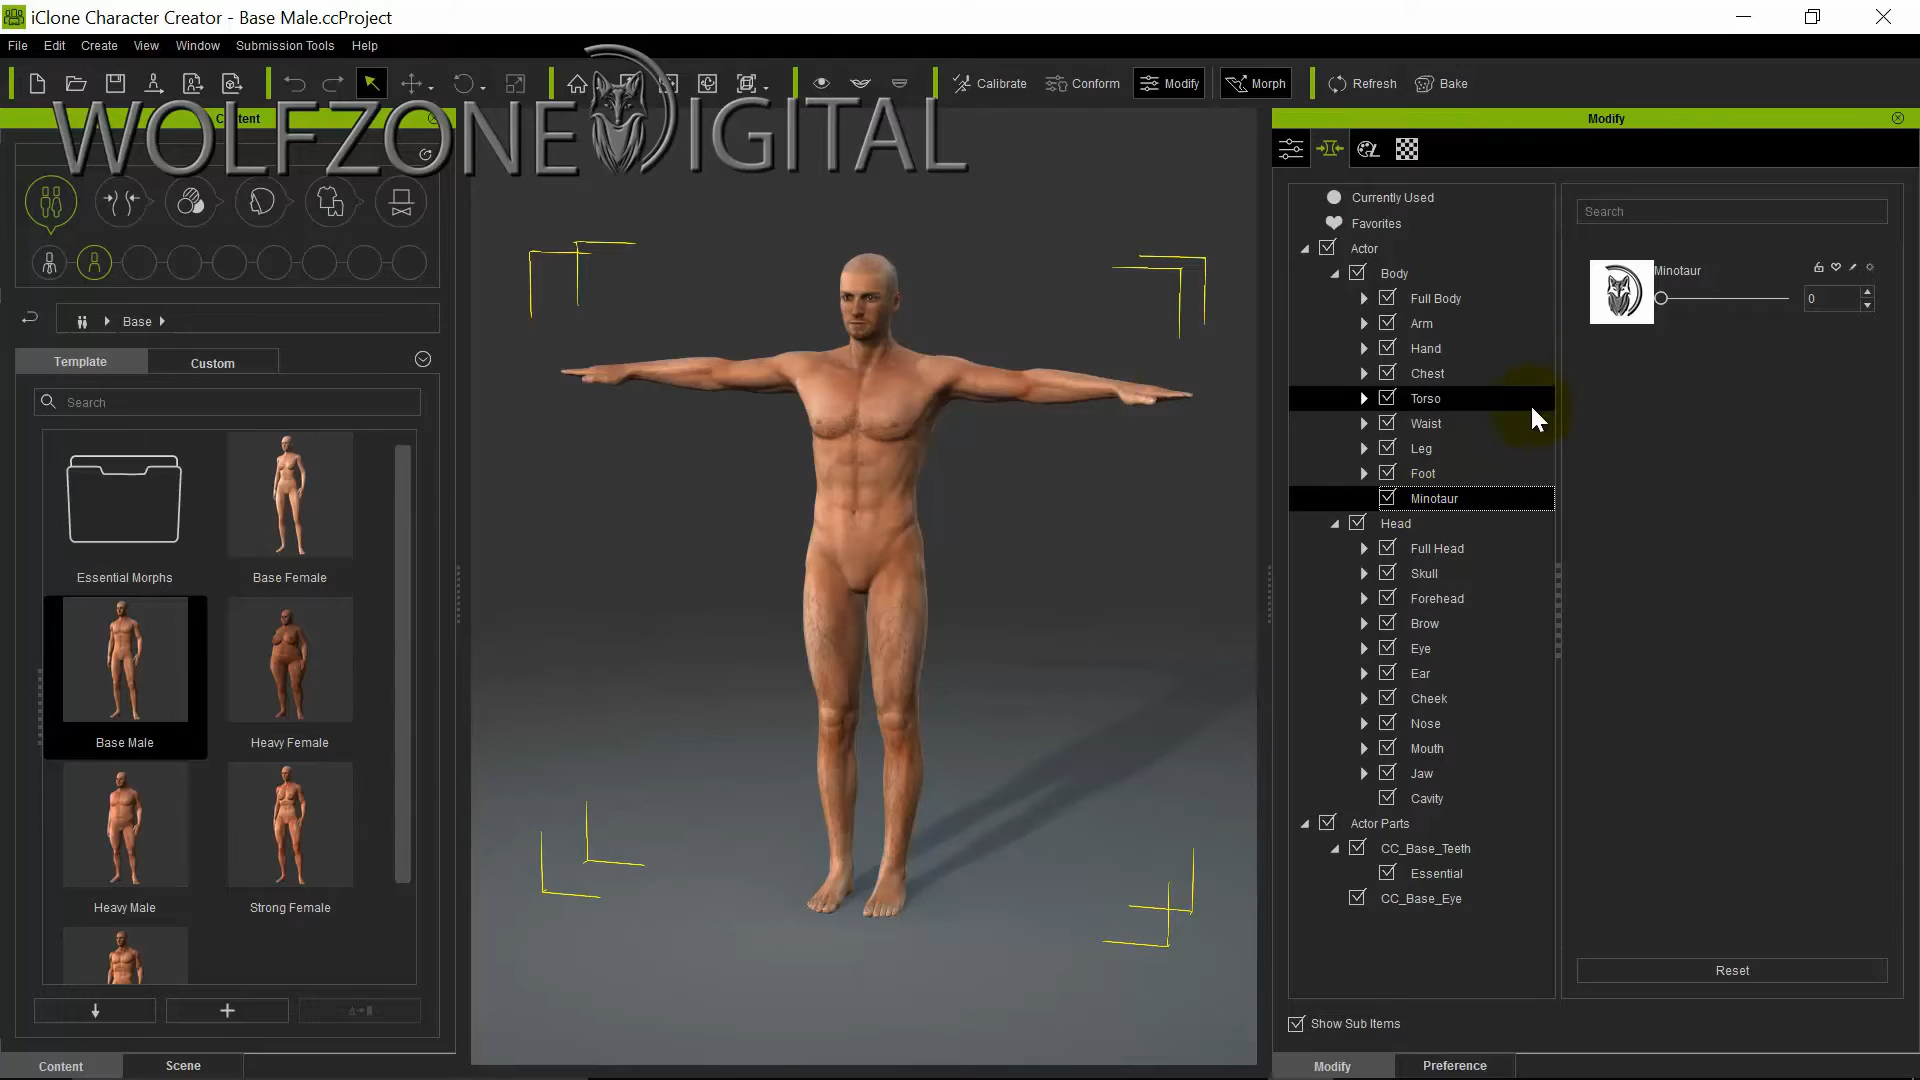 iClone Character Creator - Base Male.ccProject
File Edit Create View Window Submission Tools Help
Calibrate Conform Modify Morph Refresh Bake
WOLFZONE DIGITAL
Modify
Base
Template Custom
Search
Essential Morphs Base Female
Base Male Heavy Female
Heavy Male Strong Female
Content Scene
Currently Used
Favorites
Actor
Body
Full Body
Arm
Hand
Chest
Torso
Waist
Leg
Foot
Minotaur
Head
Full Head
Skull
Forehead
Brow
Eye
Ear
Cheek
Nose
Mouth
Jaw
Cavity
Actor Parts
CC_Base_Teeth
Essential
CC_Base_Eye
Show Sub Items
Search
Minotaur
0
Reset
Modify Preference